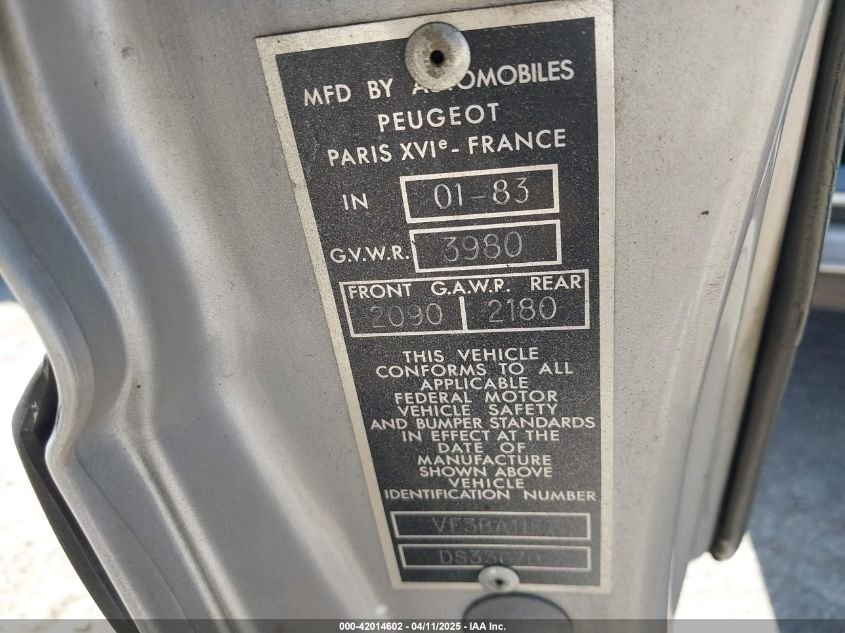 MFD BY AUTOMOBILES
PEUGEOT
PARIS XVIe - FRANCE
IN 01-83
G.V.W.R. 3980
FRONT G.A.W.P. REAR
2090 2180
THIS VEHICLE
CONFORMS TO ALL
APPLICABLE
FEDERAL MOTOR
VEHICLE SAFETY
AND BUMPER STANDARDS
IN EFFECT AT THE
DATE OF
MANUFACTURE
SHOWN ABOVE
VEHICLE
IDENTIFICATION NUMBER
000-42014602 - 04/11/2025 - IAA Inc.